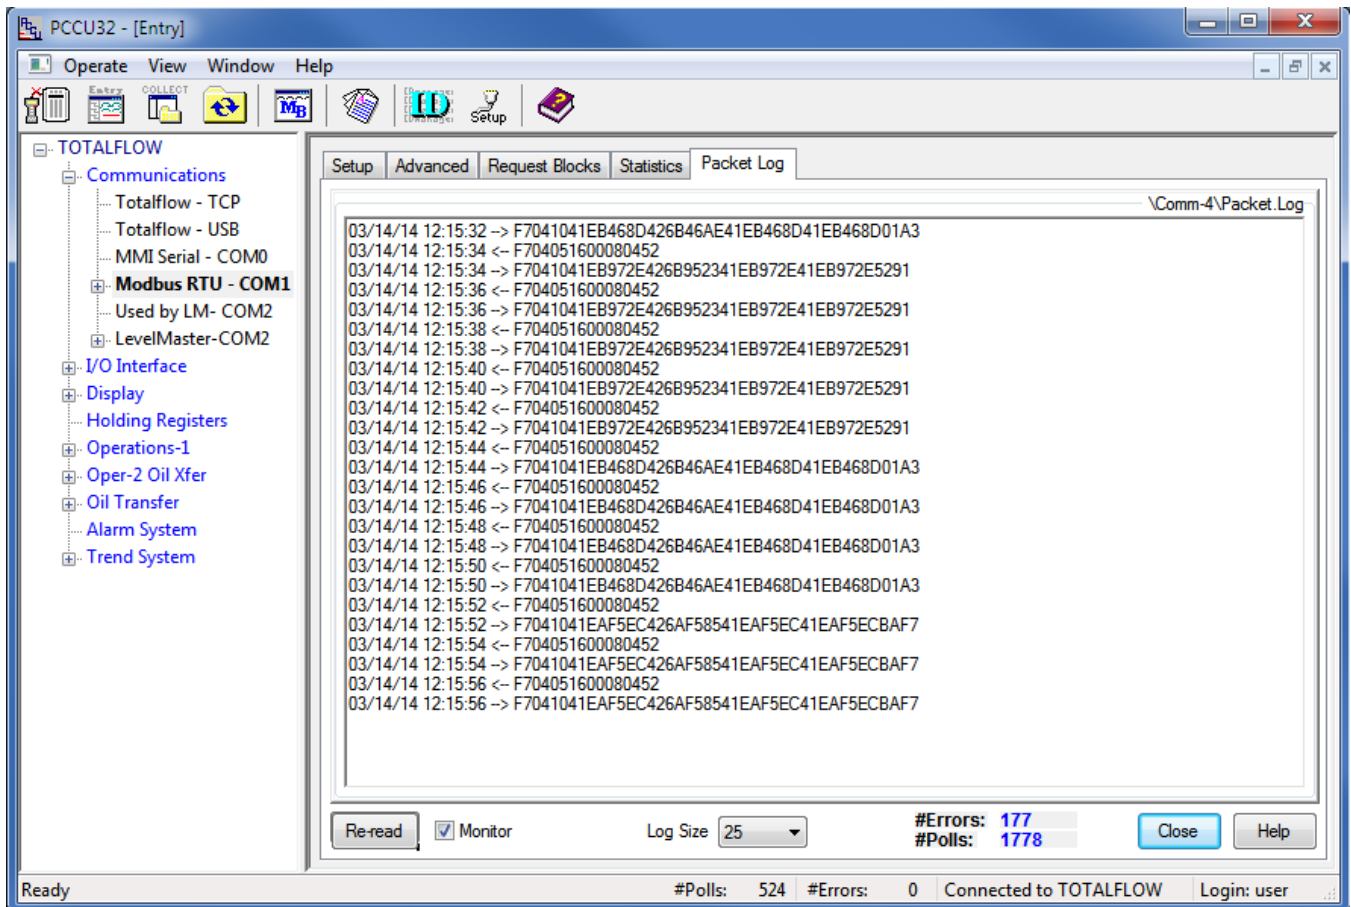 PCCU32 - [Entry]
Operate View Window Help
Entry COLLECT MB ID Setup
TOTALFLOW
Communications
Totalflow - TCP
Totalflow - USB
MMI Serial - COM0
Modbus RTU - COM1
Used by LM- COM2
LevelMaster-COM2
I/O Interface
Display
Holding Registers
Operations-1
Oper-2 Oil Xfer
Oil Transfer
Alarm System
Trend System
Setup Advanced Request Blocks Statistics Packet Log
\Comm-4\Packet.Log
03/14/14 12:15:32 --> F7041041EB468D426B46AE41EB468D41EB468D01A3
03/14/14 12:15:34 <-- F704051600080452
03/14/14 12:15:34 --> F7041041EB972E426B952341EB972E41EB972E5291
03/14/14 12:15:36 <-- F704051600080452
03/14/14 12:15:36 --> F7041041EB972E426B952341EB972E41EB972E5291
03/14/14 12:15:38 <-- F704051600080452
03/14/14 12:15:38 --> F7041041EB972E426B952341EB972E41EB972E5291
03/14/14 12:15:40 <-- F704051600080452
03/14/14 12:15:40 --> F7041041EB972E426B952341EB972E41EB972E5291
03/14/14 12:15:42 <-- F704051600080452
03/14/14 12:15:42 --> F7041041EB972E426B952341EB972E41EB972E5291
03/14/14 12:15:44 <-- F704051600080452
03/14/14 12:15:44 --> F7041041EB468D426B46AE41EB468D41EB468D01A3
03/14/14 12:15:46 <-- F704051600080452
03/14/14 12:15:46 --> F7041041EB468D426B46AE41EB468D41EB468D01A3
03/14/14 12:15:48 <-- F704051600080452
03/14/14 12:15:48 --> F7041041EB468D426B46AE41EB468D41EB468D01A3
03/14/14 12:15:50 <-- F704051600080452
03/14/14 12:15:50 --> F7041041EB468D426B46AE41EB468D41EB468D01A3
03/14/14 12:15:52 <-- F704051600080452
03/14/14 12:15:52 --> F7041041EAF5EC426AF58541EAF5EC41EAF5ECBAF7
03/14/14 12:15:54 <-- F704051600080452
03/14/14 12:15:54 --> F7041041EAF5EC426AF58541EAF5EC41EAF5ECBAF7
03/14/14 12:15:56 <-- F704051600080452
03/14/14 12:15:56 --> F7041041EAF5EC426AF58541EAF5EC41EAF5ECBAF7
Re-read Monitor Log Size 25
#Errors: 177
#Polls: 1778
Close Help
Ready #Polls: 524 #Errors: 0 Connected to TOTALFLOW Login: user